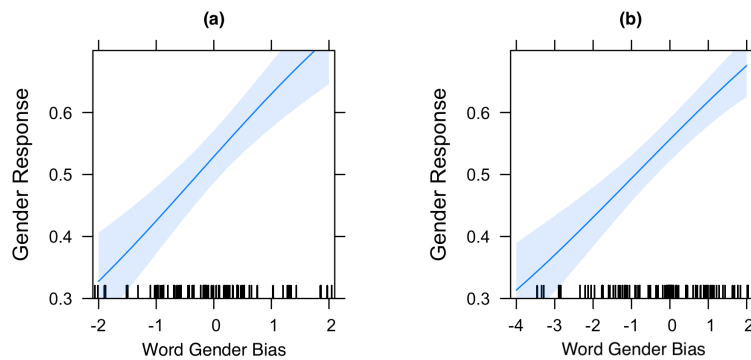 (a)
Gender Response
0.6
0.5
0.4
0.3
-2 -1 0 1 2
Word Gender Bias
(b)
Gender Response
0.6
0.5
0.4
0.3
-4 -3 -2 -1 0 1 2
Word Gender Bias